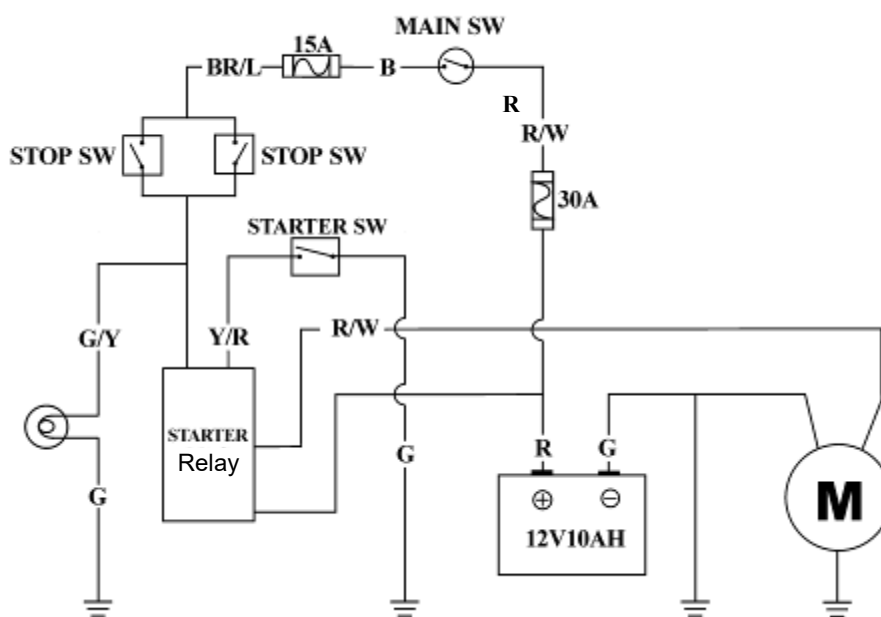 MAIN SW
15A
BR/L
B
R
R/W
STOP SW
STOP SW
30A
STARTER SW
G/Y
Y/R
R/W
STARTER
Relay
G
G
R
G
12V10AH
M